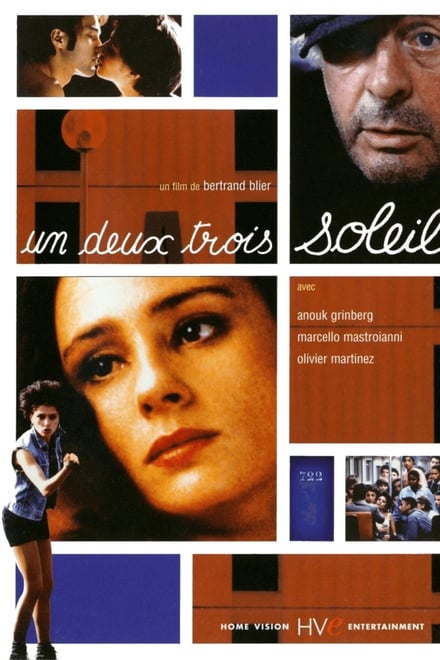 un film de bertrand blier
un deux trois soleil
avec
anouk grinberg
marcello mastroianni
olivier martinez
722
HOME VISION HVe ENTERTAINMENT